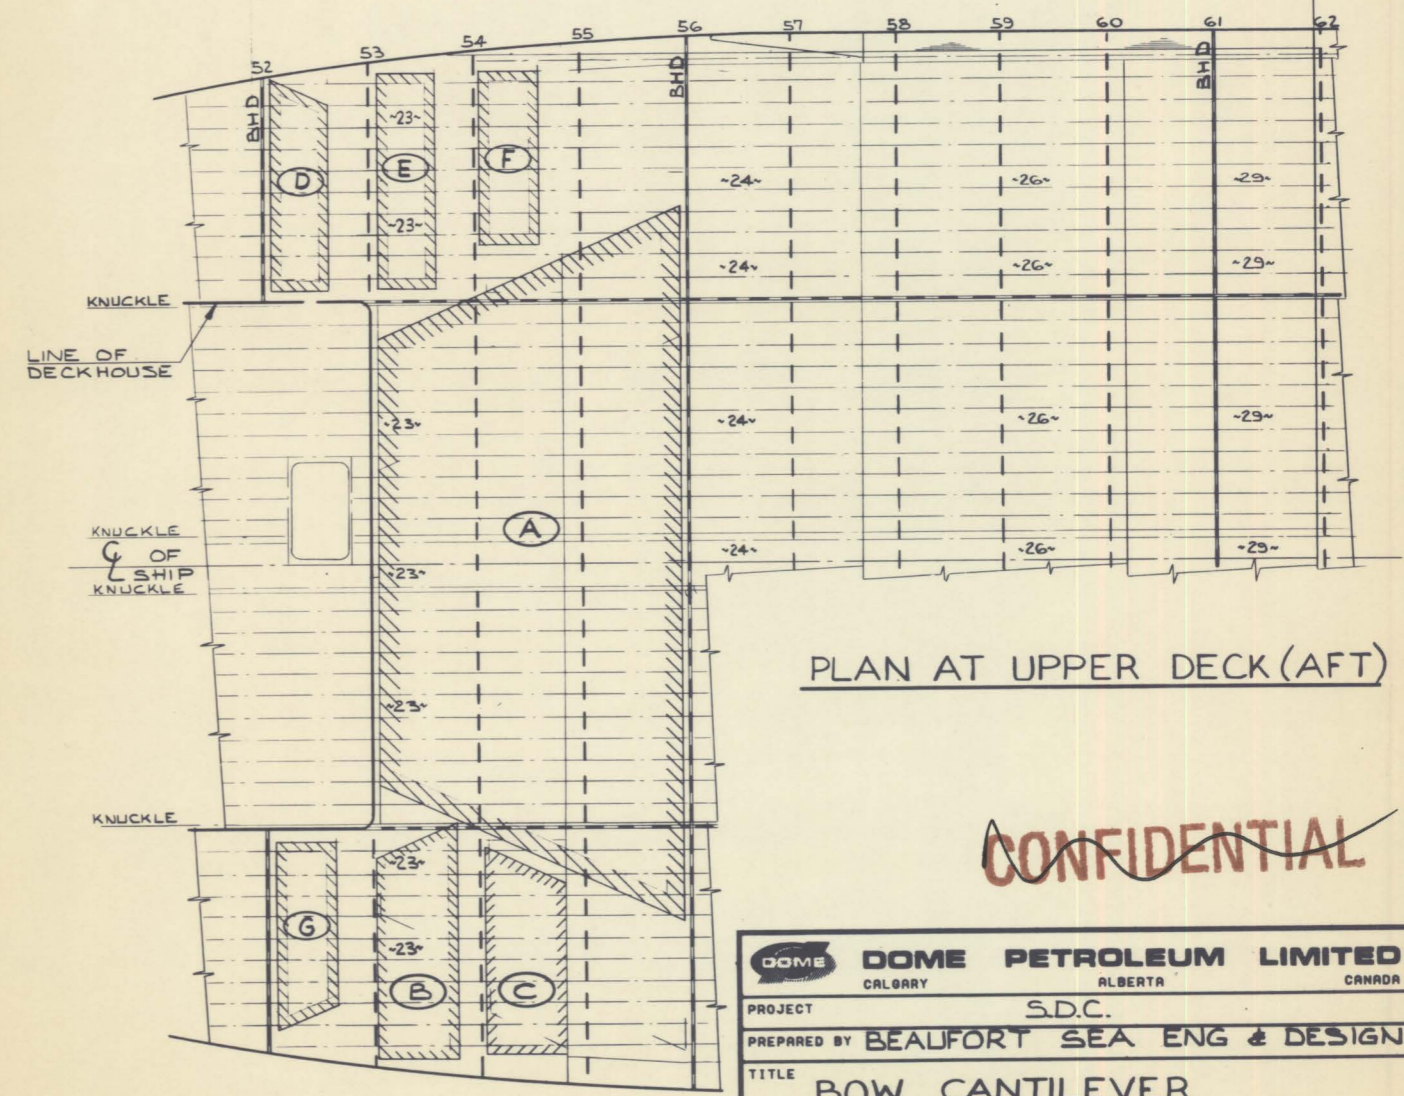 52 53 54 55 56 57 58 59 60 61 62
BHD BHD BHD
D E F
~23~
~23~
~24~ ~26~ ~29~
~24~ ~26~ ~29~
KNUCKLE
LINE OF
DECKHOUSE
~23~ ~24~ ~26~ ~29~
KNUCKLE
℄ OF
SHIP
KNUCKLE
A
~24~ ~26~ ~29~
~23~
~23~
PLAN AT UPPER DECK (AFT)
KNUCKLE
~23~
~23~
G B C
CONFIDENTIAL
DOME DOME PETROLEUM LIMITED
CALGARY ALBERTA CANADA
PROJECT S.D.C.
PREPARED BY BEAUFORT SEA ENG & DESIGN
TITLE BOW CANTILEVER